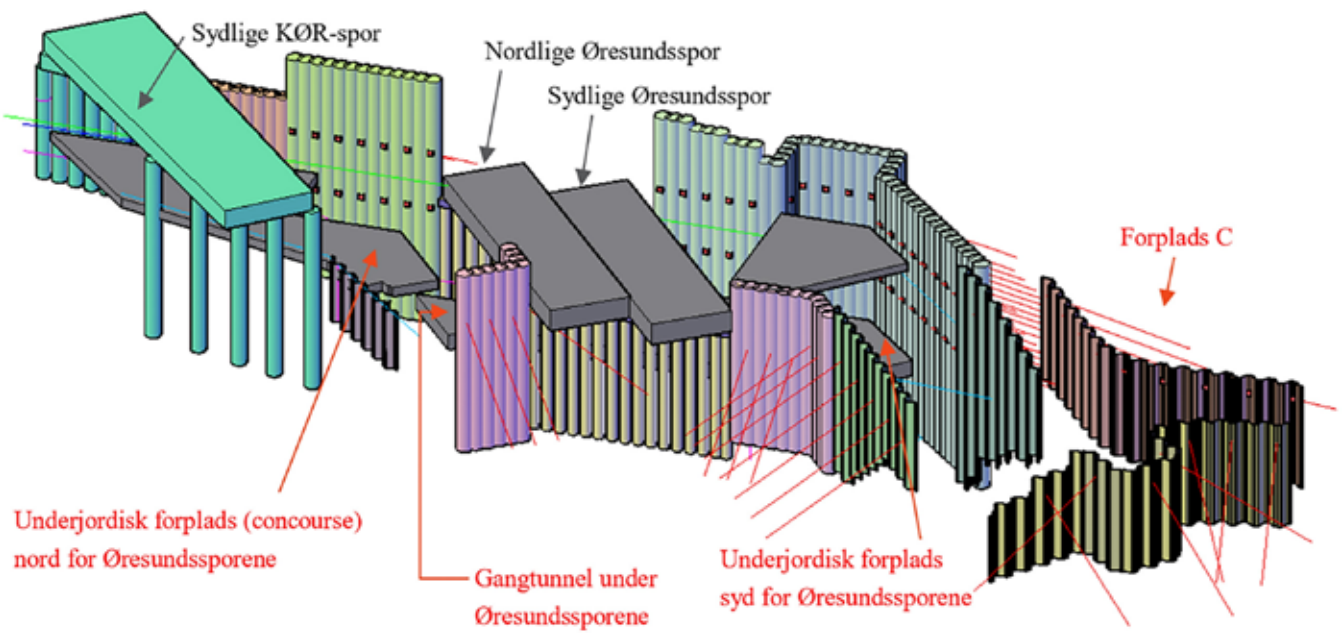 Sydlige KØR-spor
Nordlige Øresundsspor
Sydlige Øresundsspor
Forplads C
Underjordisk forplads (concourse)
nord for Øresundssporene
Gangtunnel under
Øresundssporene
Underjordisk forplads
syd for Øresundssporene